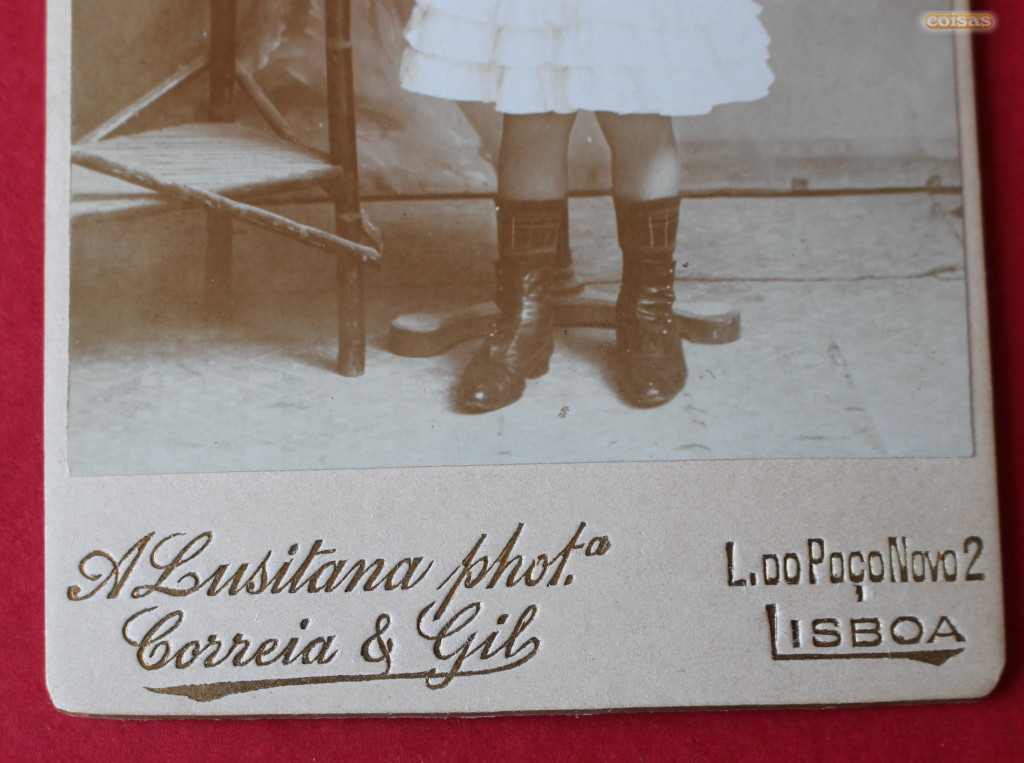 coisas
A Lusitana phot.ª
Correia & Gil
L. DO POÇO NOVO 2
LISBOA